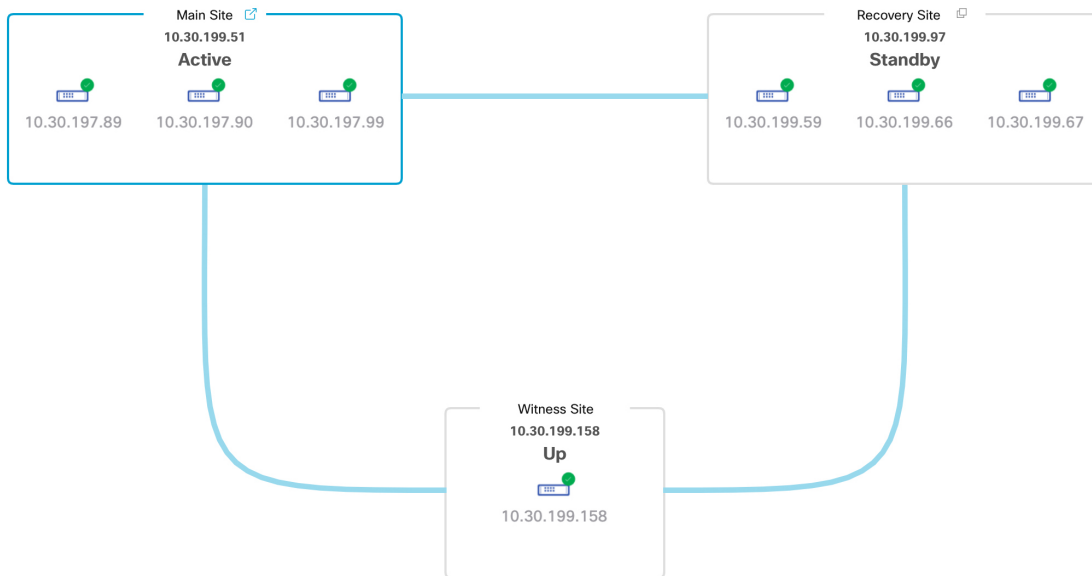 Main Site
10.30.199.51
Active
10.30.197.89
10.30.197.90
10.30.197.99
Recovery Site
10.30.199.97
Standby
10.30.199.59
10.30.199.66
10.30.199.67
Witness Site
10.30.199.158
Up
10.30.199.158